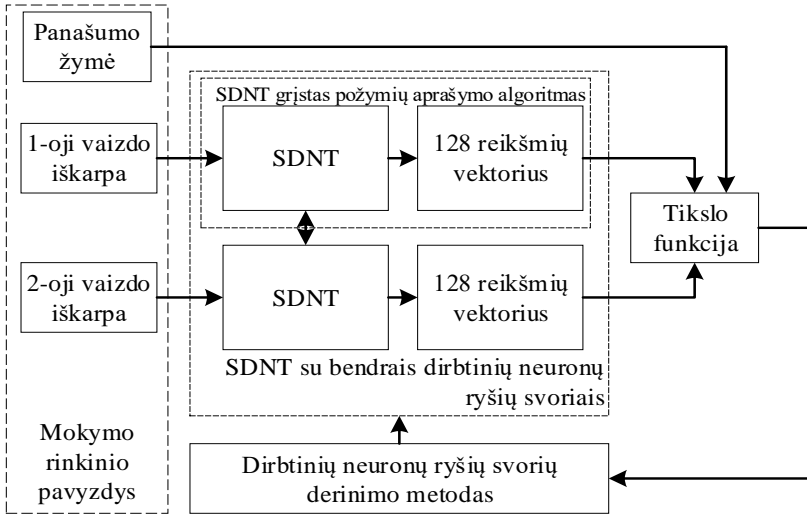 Panašumo
žymė
SDNT grįstas požymių aprašymo algoritmas
1-oji vaizdo
iškarpa
SDNT
128 reikšmių
vektorius
Tikslo
funkcija
2-oji vaizdo
iškarpa
SDNT
128 reikšmių
vektorius
SDNT su bendrais dirbtinių neuronų
ryšių svoriais
Mokymo
rinkinio
pavyzdys
Dirbtinių neuronų ryšių svorių
derinimo metodas